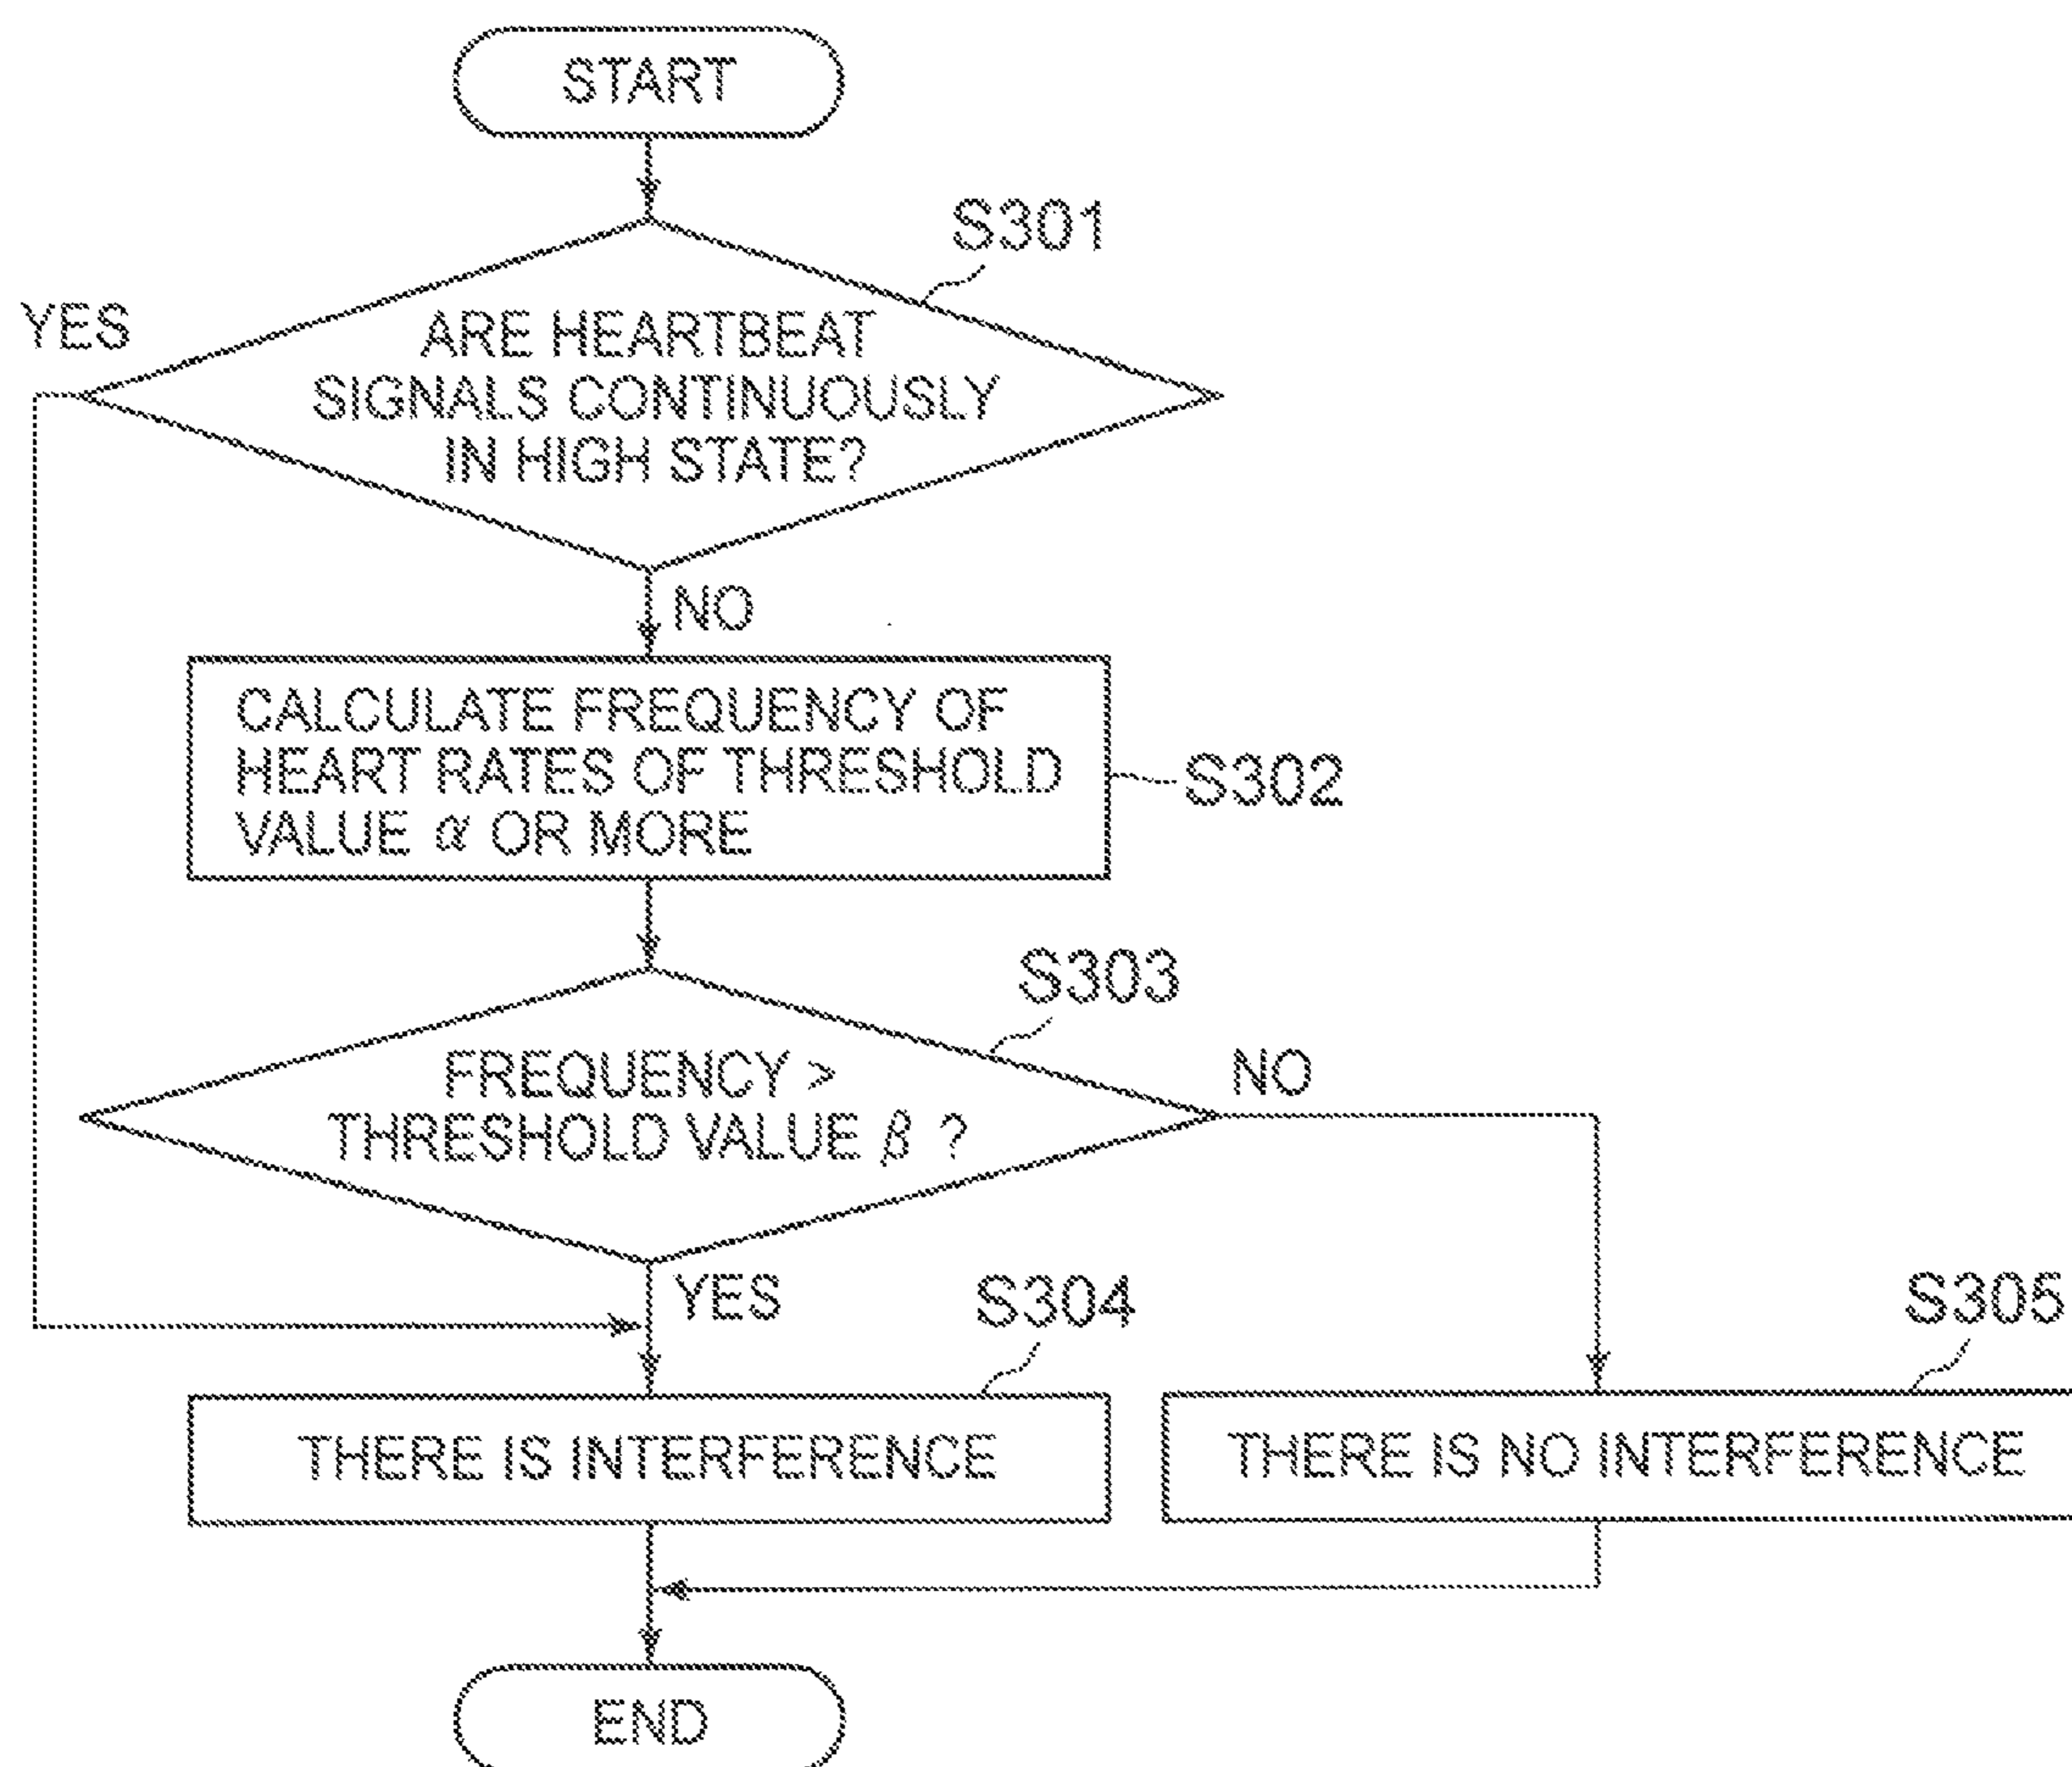 START
S301
YES
ARE HEARTBEAT
SIGNALS CONTINUOUSLY
IN HIGH STATE?
NO
CALCULATE FREQUENCY OF
HEART RATES OF THRESHOLD
VALUE α OR MORE
S302
S303
FREQUENCY >
THRESHOLD VALUE β ?
NO
YES
S304
S305
THERE IS INTERFERENCE
THERE IS NO INTERFERENCE
END